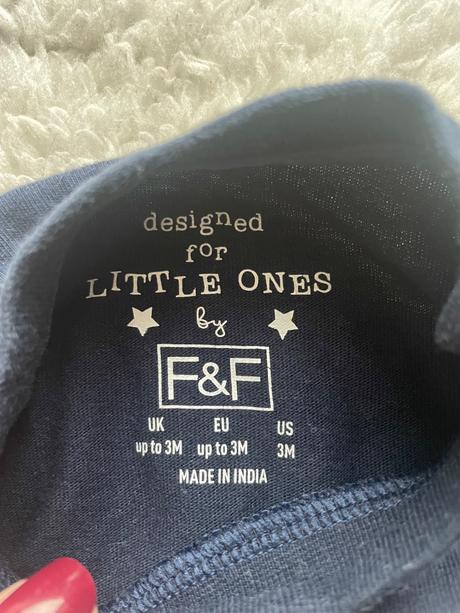 designed
for
LITTLE ONES
by
F&F
UK EU US
up to 3M up to 3M 3M
MADE IN INDIA